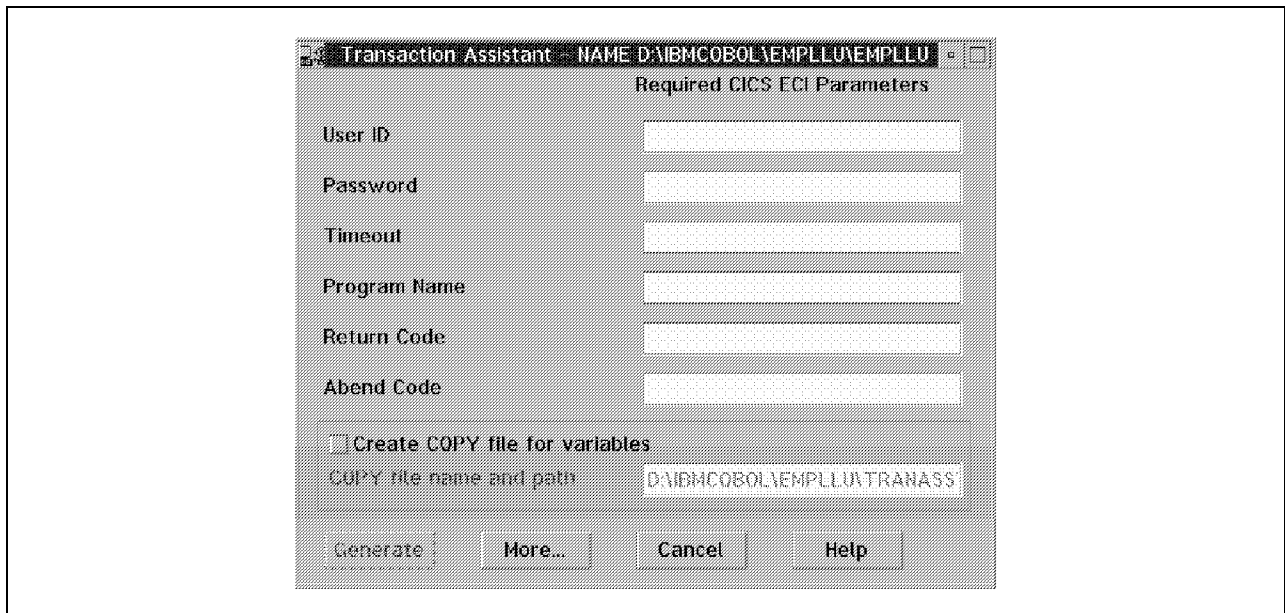 Transaction Assistant - NAME D:\IBMCOBOL\EMPLLU\EMPLLU
Required CICS ECI Parameters
User ID
Password
Timeout
Program Name
Return Code
Abend Code
Create COPY file for variables
COPY file name and path D:\IBMCOBOL\EMPLLU\TRANASS
Generate More... Cancel Help